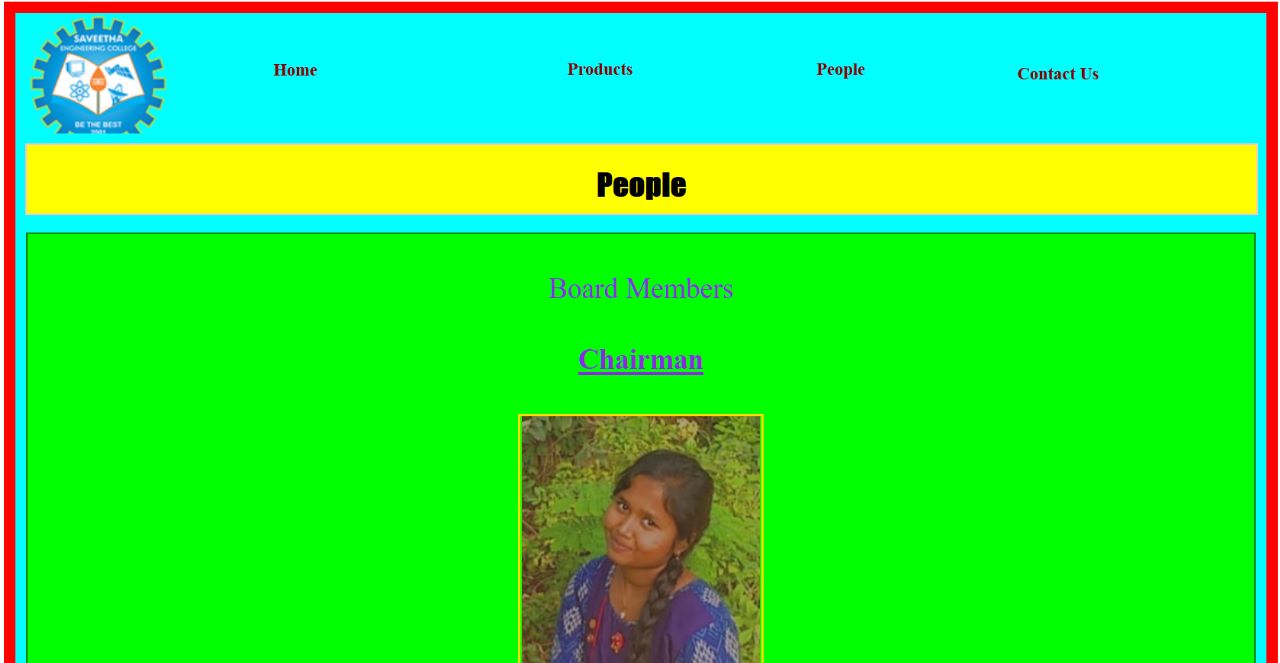 SAVEETHA
ENGINEERING COLLEGE
BE THE BEST
2001
Home Products People Contact Us
People
Board Members
Chairman